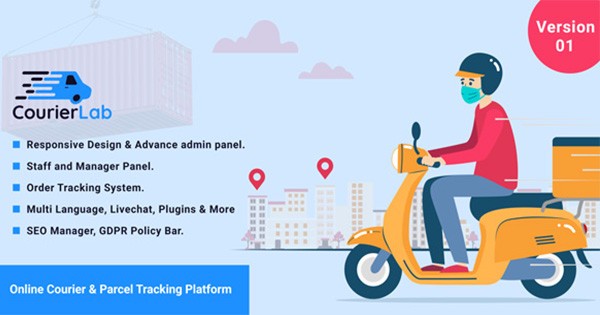 Version
01
CourierLab
Responsive Design & Advance admin panel.
Staff and Manager Panel.
Order Tracking System.
Multi Language, Livechat, Plugins & More
SEO Manager, GDPR Policy Bar.
Online Courier & Parcel Tracking Platform